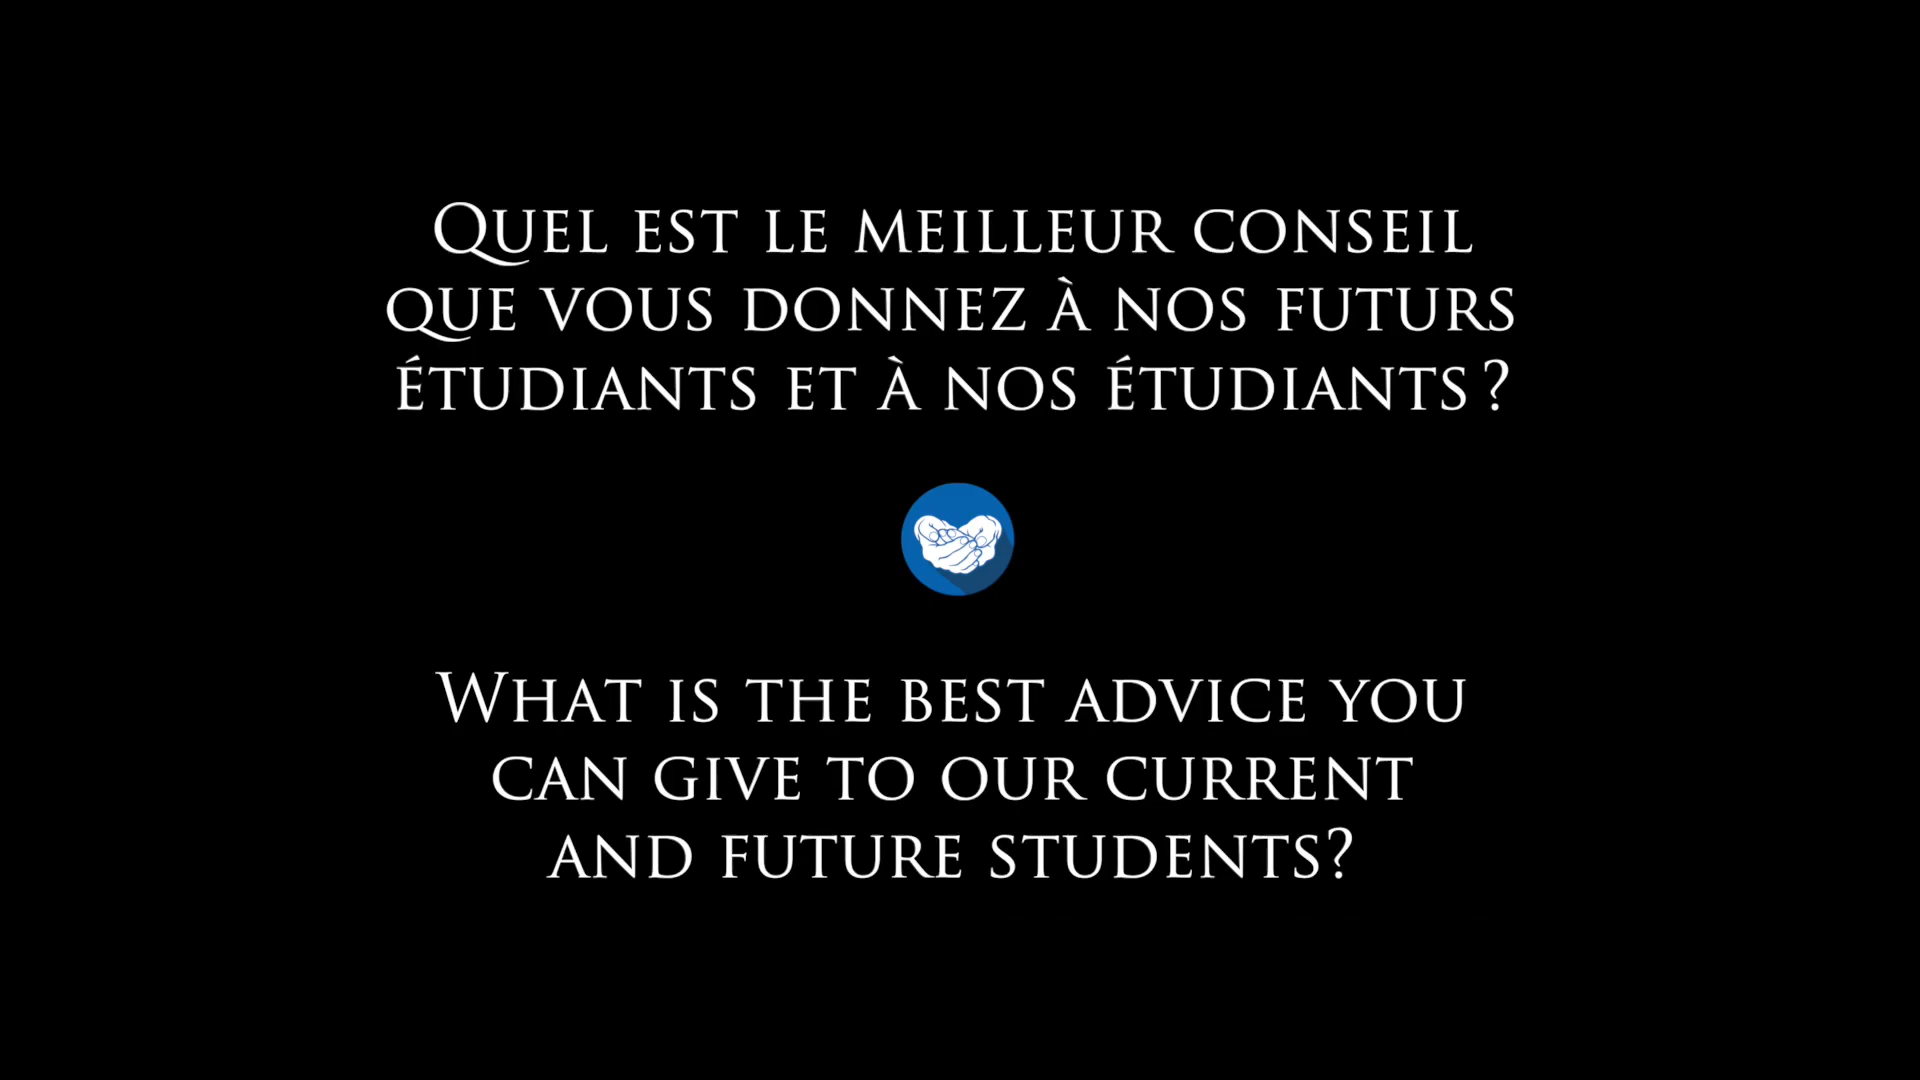 Quel est le meilleur conseil
que vous donnez à nos futurs
étudiants et à nos étudiants ?
What is the best advice you
can give to our current
and future students?